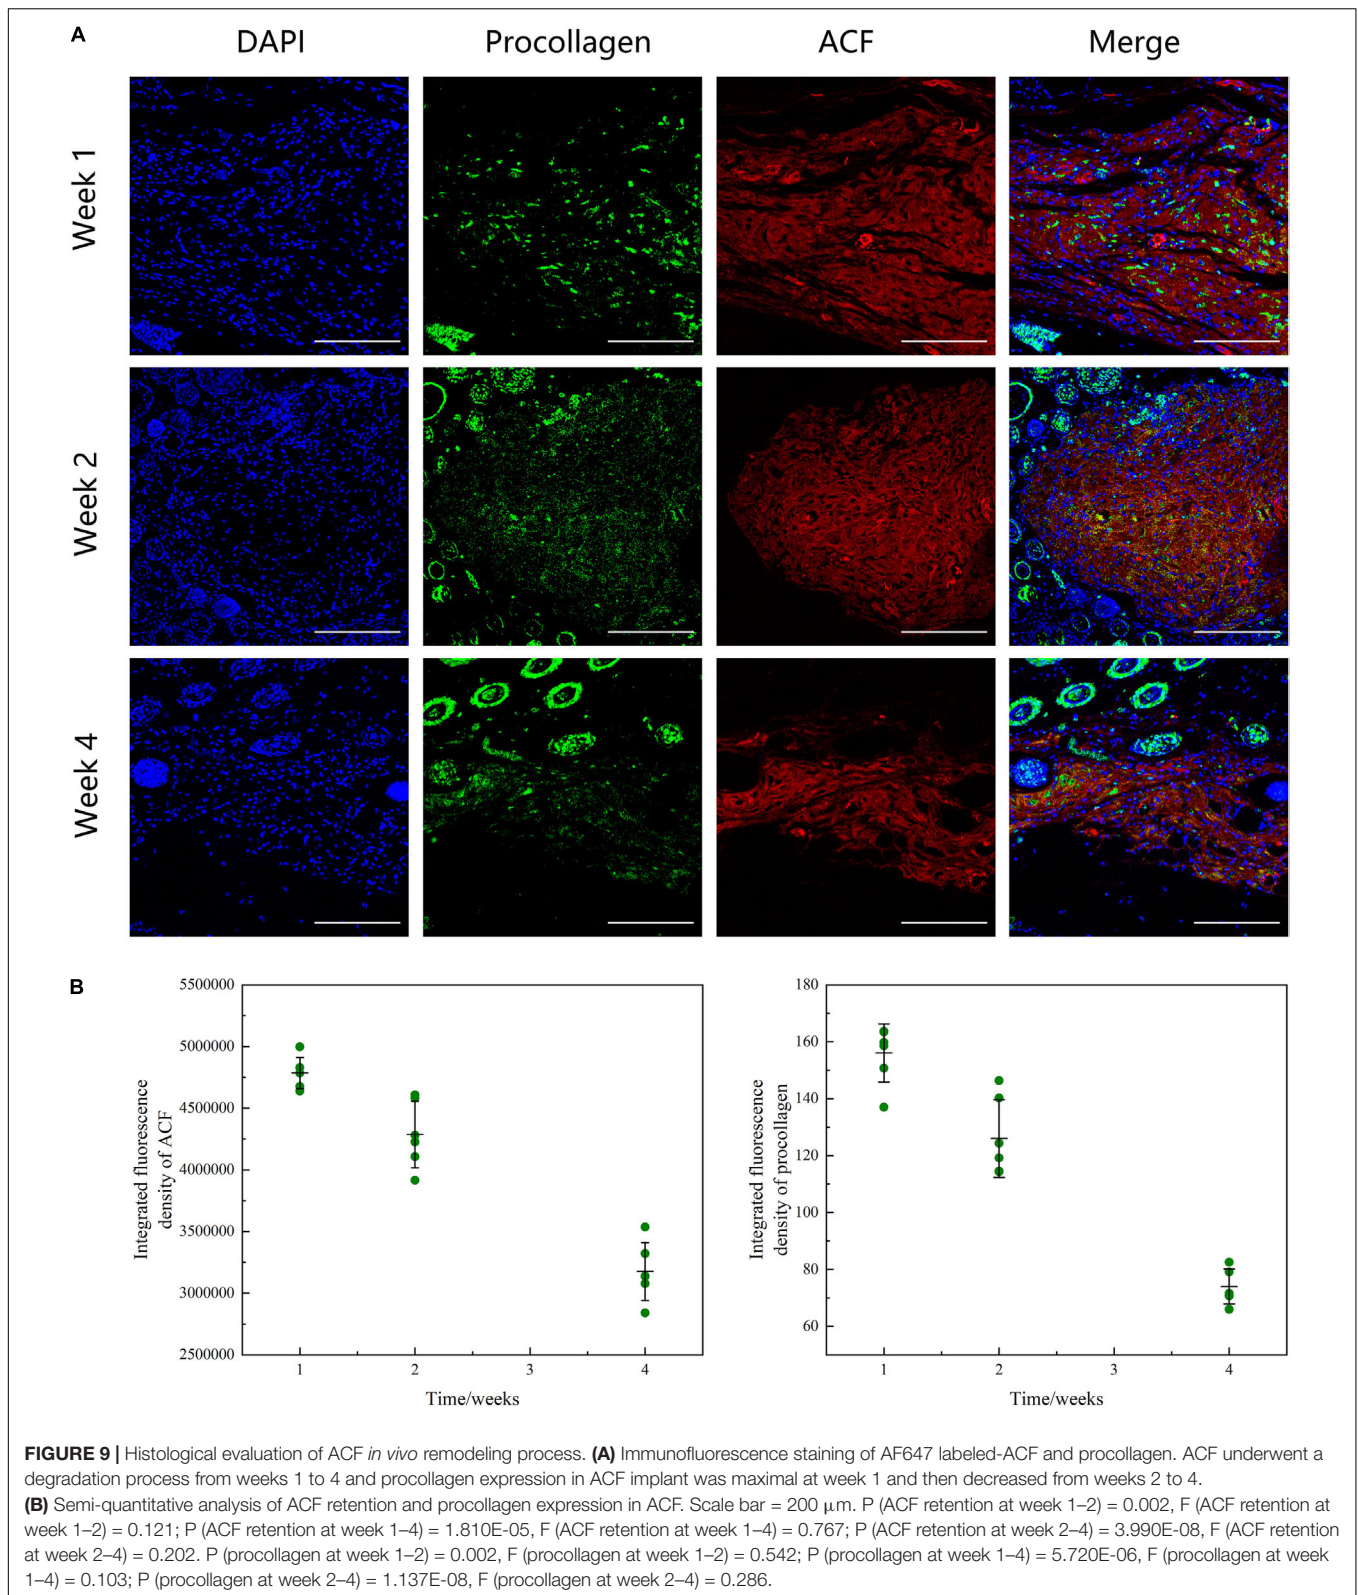 A
DAPI Procollagen ACF Merge
Week 1
Week 2
Week 4
B
5500000
5000000
4500000
4000000
3500000
3000000
2500000
Integrated fluorescence
density of ACF
1 2 3 4
Time/weeks
180
160
140
120
100
80
60
Integrated fluorescence
density of procollagen
1 2 3 4
Time/weeks
FIGURE 9 | Histological evaluation of ACF in vivo remodeling process. (A) Immunofluorescence staining of AF647 labeled-ACF and procollagen. ACF underwent a
degradation process from weeks 1 to 4 and procollagen expression in ACF implant was maximal at week 1 and then decreased from weeks 2 to 4.
(B) Semi-quantitative analysis of ACF retention and procollagen expression in ACF. Scale bar = 200 μm. P (ACF retention at week 1–2) = 0.002, F (ACF retention at
week 1–2) = 0.121; P (ACF retention at week 1–4) = 1.810E-05, F (ACF retention at week 1–4) = 0.767; P (ACF retention at week 2–4) = 3.990E-08, F (ACF retention
at week 2–4) = 0.202. P (procollagen at week 1–2) = 0.002, F (procollagen at week 1–2) = 0.542; P (procollagen at week 1–4) = 5.720E-06, F (procollagen at week
1–4) = 0.103; P (procollagen at week 2–4) = 1.137E-08, F (procollagen at week 2–4) = 0.286.